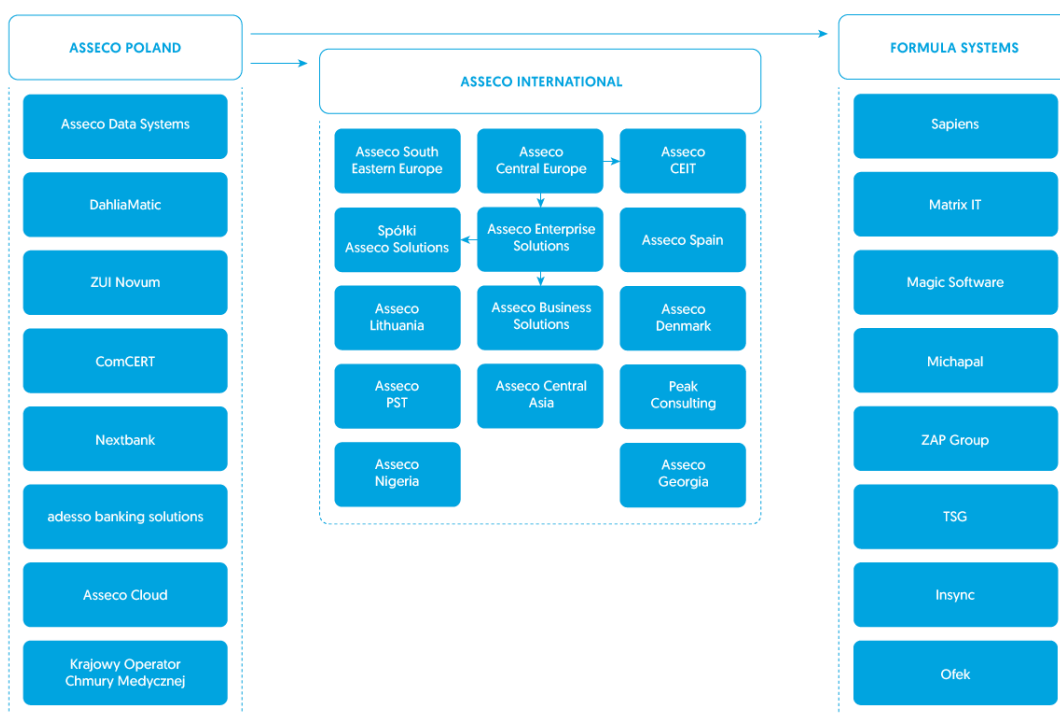 ASSECO POLAND
Asseco Data Systems
DahliaMatic
ZUI Novum
ComCERT
Nextbank
adesso banking solutions
Asseco Cloud
Krajowy Operator
Chmury Medycznej
ASSECO INTERNATIONAL
Asseco South
Eastern Europe
Asseco
Central Europe
Asseco
CEIT
Spółki
Asseco Solutions
Asseco Enterprise
Solutions
Asseco Spain
Asseco
Lithuania
Asseco Business
Solutions
Asseco
Denmark
Asseco
PST
Asseco Central
Asia
Peak
Consulting
Asseco
Nigeria
Asseco
Georgia
FORMULA SYSTEMS
Sapiens
Matrix IT
Magic Software
Michapal
ZAP Group
TSG
Insync
Ofek